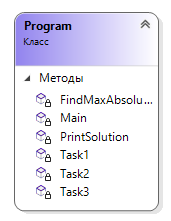 Program
Класс
Методы
FindMaxAbsolu...
Main
PrintSolution
Task1
Task2
Task3